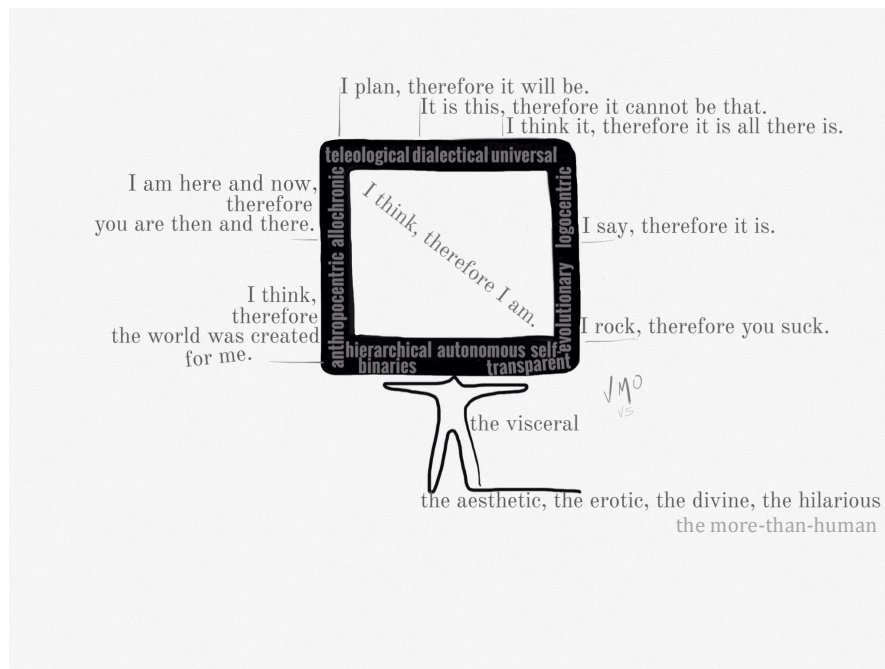 I plan, therefore it will be.
It is this, therefore it cannot be that.
I think it, therefore it is all there is.
teleological dialectical universal
I am here and now,
therefore
you are then and there.
allochronic
I think, therefore I am.
logocentric
I say, therefore it is.
I think,
therefore
the world was created
for me.
anthropocentric
evolutionary
I rock, therefore you suck.
hierarchical autonomous self-
binaries transparent
VMO
vs
the visceral
the aesthetic, the erotic, the divine, the hilarious
the more-than-human